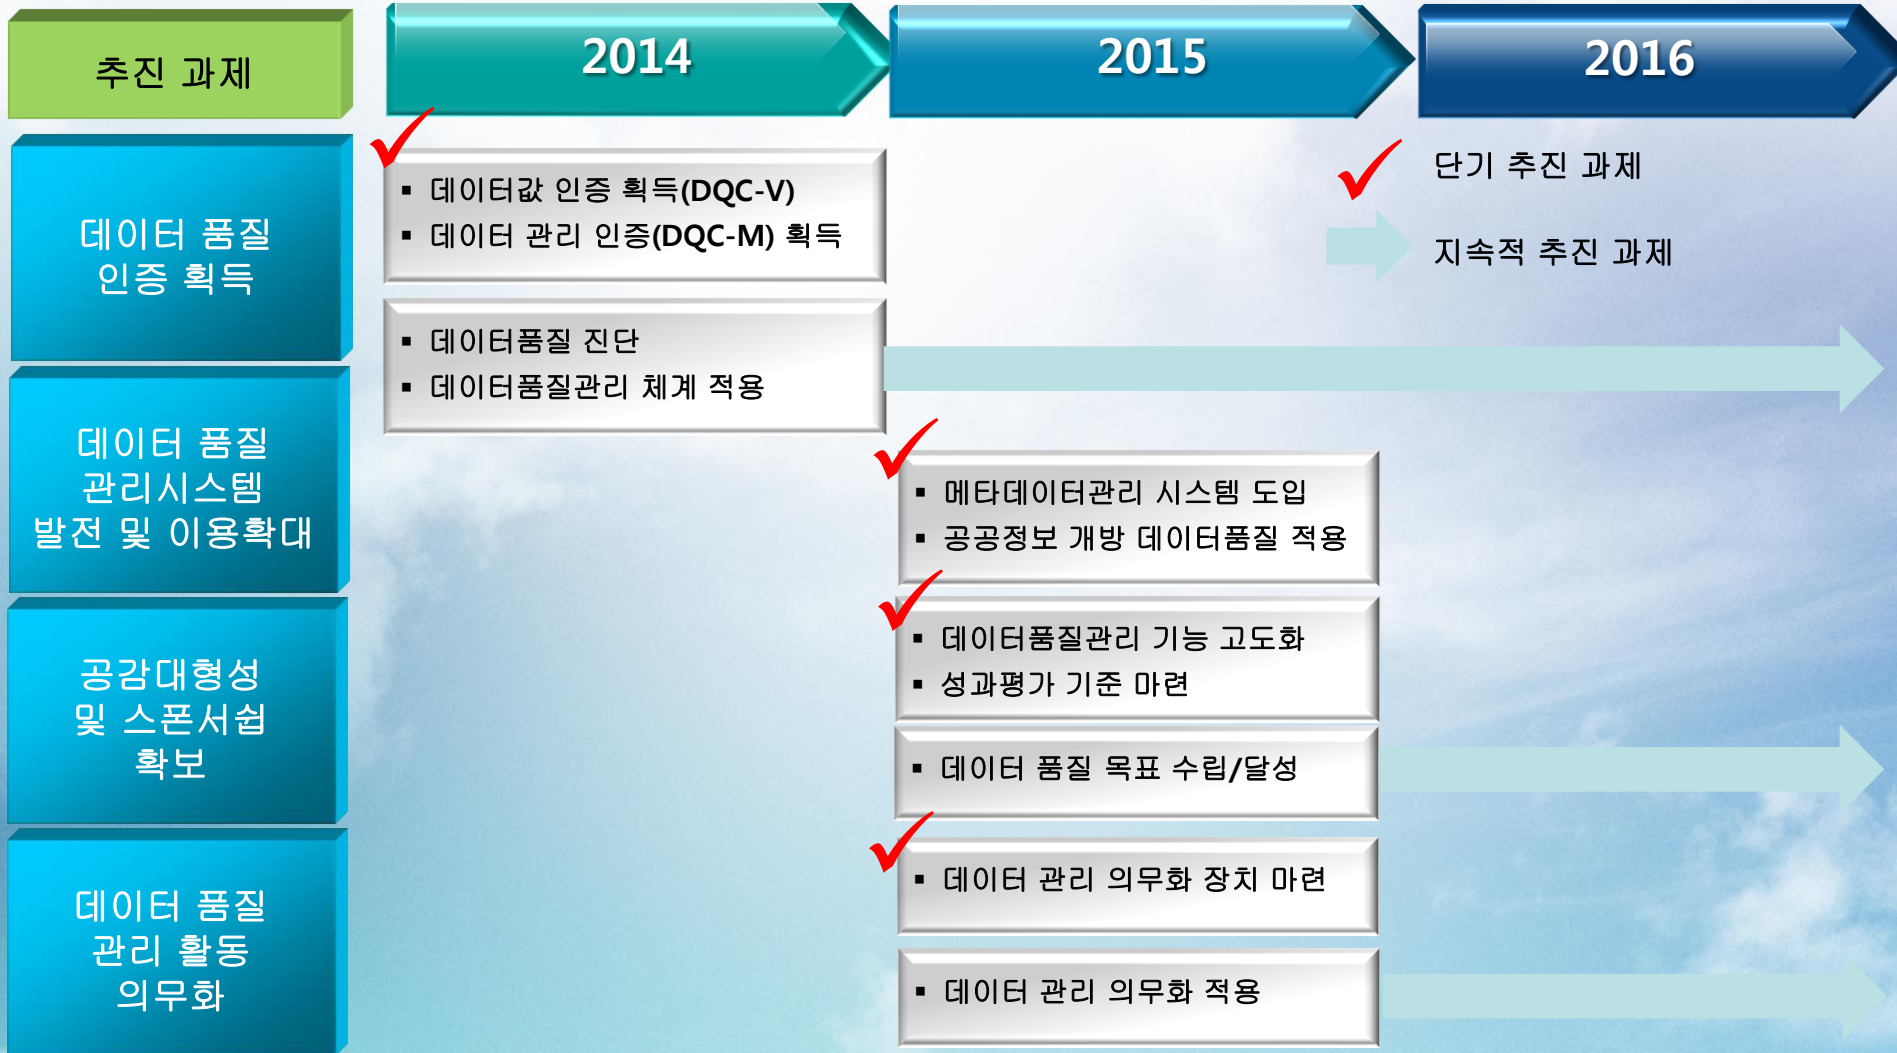 추진 과제
2014
2015
2016
단기 추진 과제
지속적 추진 과제
데이터 품질
인증 획득
▪ 데이터값 인증 획득(DQC-V)
▪ 데이터 관리 인증(DQC-M) 획득
▪ 데이터품질 진단
▪ 데이터품질관리 체계 적용
데이터 품질
관리시스템
발전 및 이용확대
▪ 메타데이터관리 시스템 도입
▪ 공공정보 개방 데이터품질 적용
공감대형성
및 스폰서쉽
확보
▪ 데이터품질관리 기능 고도화
▪ 성과평가 기준 마련
▪ 데이터 품질 목표 수립/달성
데이터 품질
관리 활동
의무화
▪ 데이터 관리 의무화 장치 마련
▪ 데이터 관리 의무화 적용